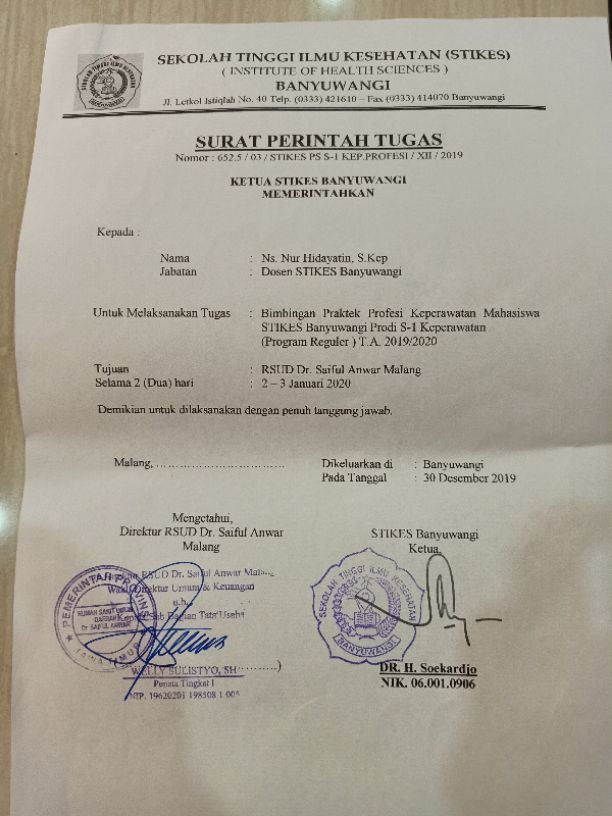 SEKOLAH TINGGI ILMU KESEHATAN (STIKES)
( INSTITUTE OF HEALTH SCIENCES )
BANYUWANGI
Jl. Letkol Istiqlah No. 40 Telp. (0333) 421610 – Fax (0333) 414070 Banyuwangi
SURAT PERINTAH TUGAS
Nomor : 652.5 / 03 / STIKES PS S-1 KEP.PROFESI / XII / 2019
KETUA STIKES BANYUWANGI
MEMERINTAHKAN
Kepada :
Nama : Ns. Nur Hidayatin, S.Kep
Jabatan : Dosen STIKES Banyuwangi
Untuk Melaksanakan Tugas : Bimbingan Praktek Profesi Keperawatan Mahasiswa
STIKES Banyuwangi Prodi S-1 Keperawatan
(Program Reguler ) T.A. 2019/2020
Tujuan : RSUD Dr. Saiful Anwar Malang
Selama 2 (Dua) hari : 2 – 3 Januari 2020
Demikian untuk dilaksanakan dengan penuh tanggung jawab.
Malang, ................................ Dikeluarkan di : Banyuwangi
Pada Tanggal : 30 Desember 2019
Mengetahui,
Direktur RSUD Dr. Saiful Anwar
Malang
STIKES Banyuwangi
Ketua,
RSUD Dr. Saiful Anwar Malang
Wakil Direktur Umum & Keuangan
u.b.
Kepala Sub Bagian Tata Usaha
PEMERINTAH PROVINSI
RUMAH SAKIT UMUM
DAERAH
Dr SAIFUL ANWAR
JAWA TIMUR
SEKOLAH TINGGI ILMU KESEHATAN
BANYUWANGI
WELLY SULISTYO, SH ..........)
Penata Tingkat I
NIP. 19620201 198508 1 00
DR. H. Soekardjo
NIK. 06.001.0906